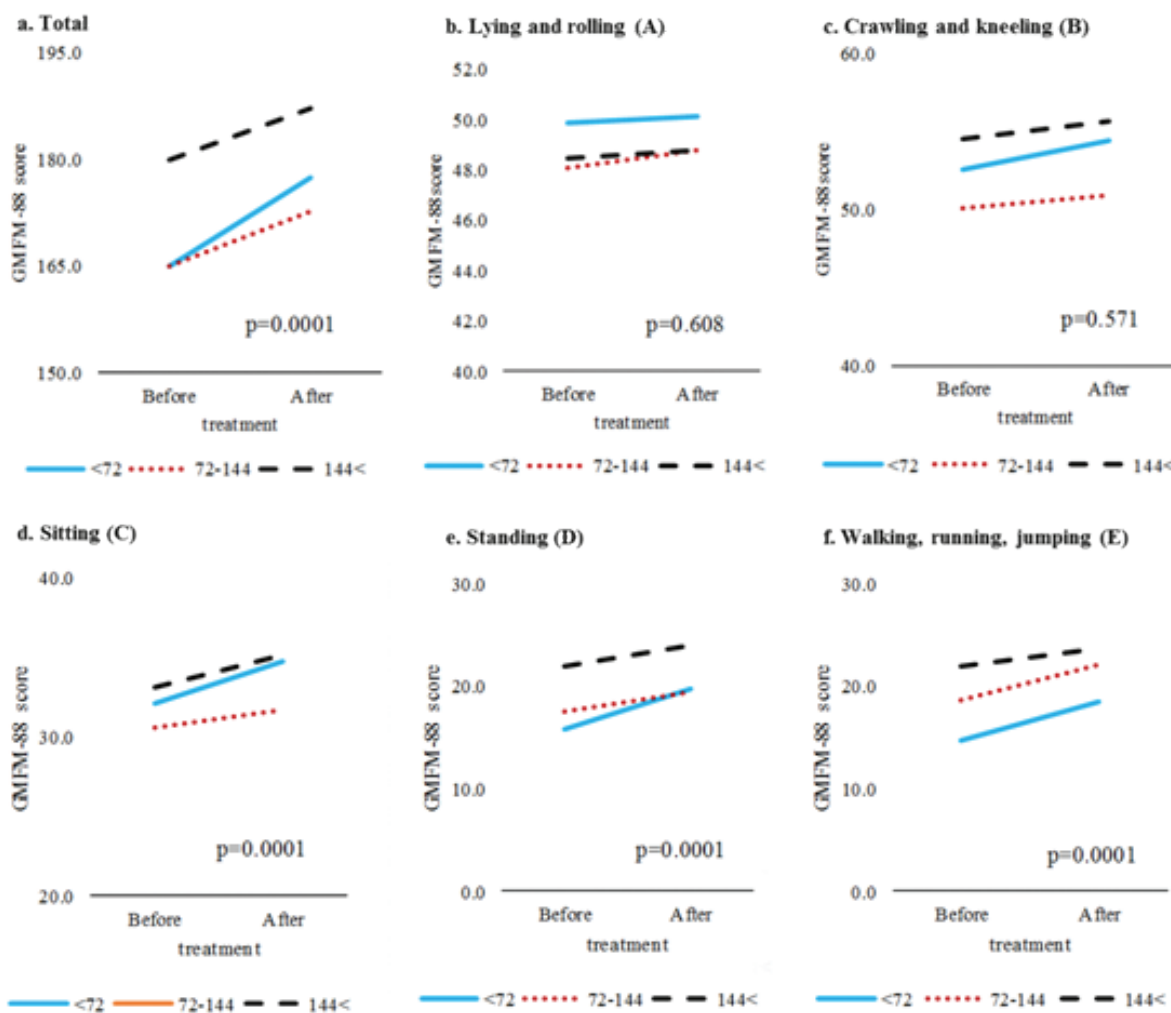 a. Total
195.0
180.0
165.0
150.0
GMFM-88 score
p=0.0001
Before After
treatment
<72 72-144 144<
b. Lying and rolling (A)
52.0
50.0
48.0
46.0
44.0
42.0
40.0
GMFM-88score
p=0.608
Before After
treatment
<72 72-144 144<
c. Crawling and kneeling (B)
60.0
50.0
40.0
GMFM-88 score
p=0.571
Before After
treatment
<72 72-144 144<
d. Sitting (C)
40.0
30.0
20.0
GMFM-88 score
p=0.0001
Before After
treatment
<72 72-144 144<
e. Standing (D)
30.0
20.0
10.0
0.0
GMFM-88 score
p=0.0001
Before After
treatment
<72 72-144 144<
f. Walking, running, jumping (E)
30.0
20.0
10.0
0.0
GMFM-88 score
p=0.0001
Before After
treatment
<72 72-144 144<